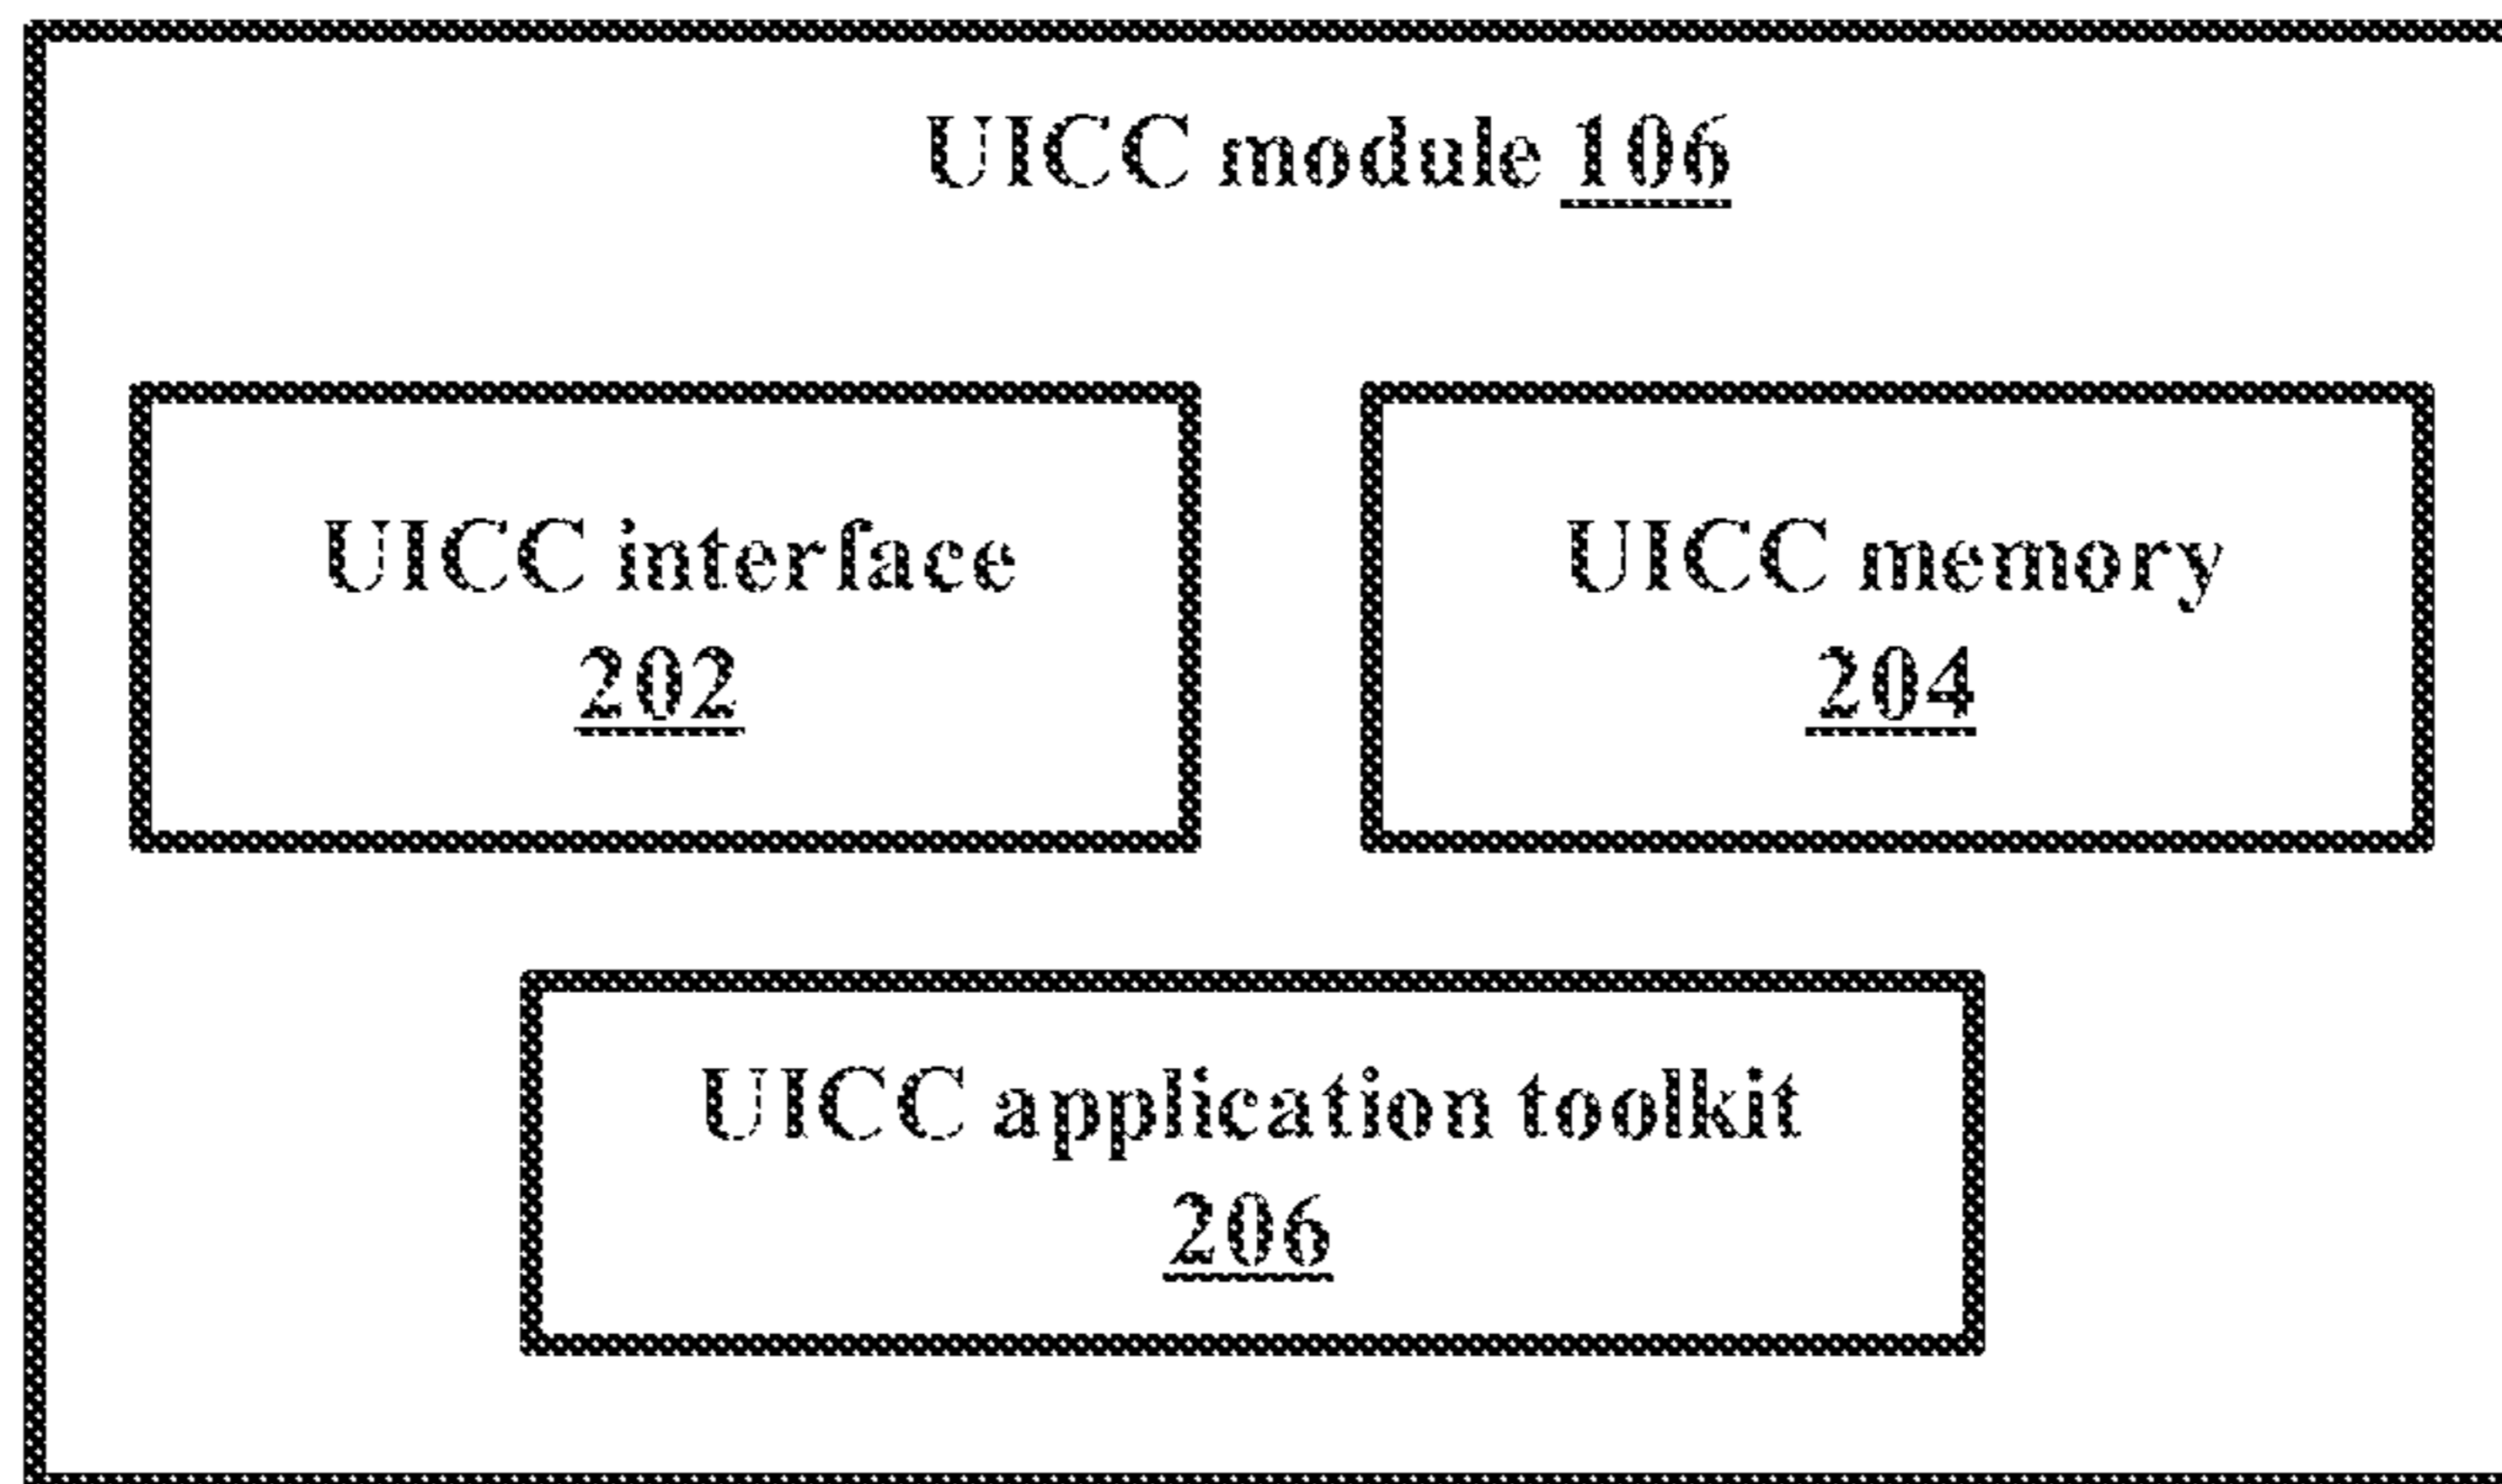 UICC module 106
UICC interface
202
UICC memory
204
UICC application toolkit
206